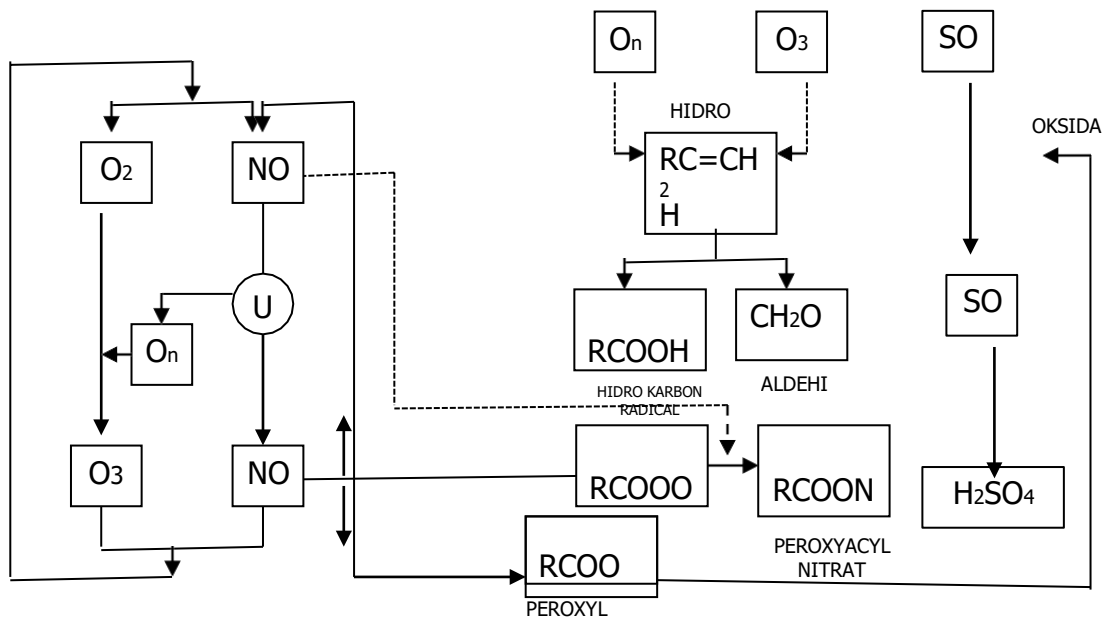 On
O3
SO
HIDRO
OKSIDA
O2
NO
RC=CH
2
H
U
SO
On
RCOOH
CH2O
HIDRO KARBON
RADICAL
ALDEHI
O3
NO
RCOOO
RCOON
H2SO4
PEROXYACYL
NITRAT
RCOO
PEROXYL